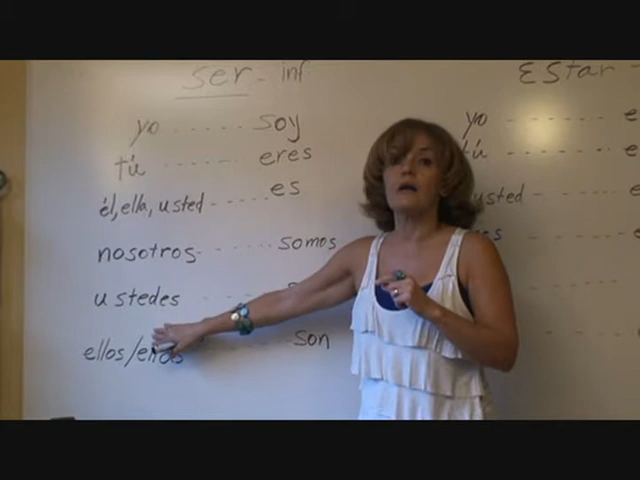 ser - inf.
yo ...... soy
tú ...... eres
él, ella, usted ...... es
nosotros ...... somos
ustedes
ellos/ellas ...... son
Estar -
yo
tú
usted